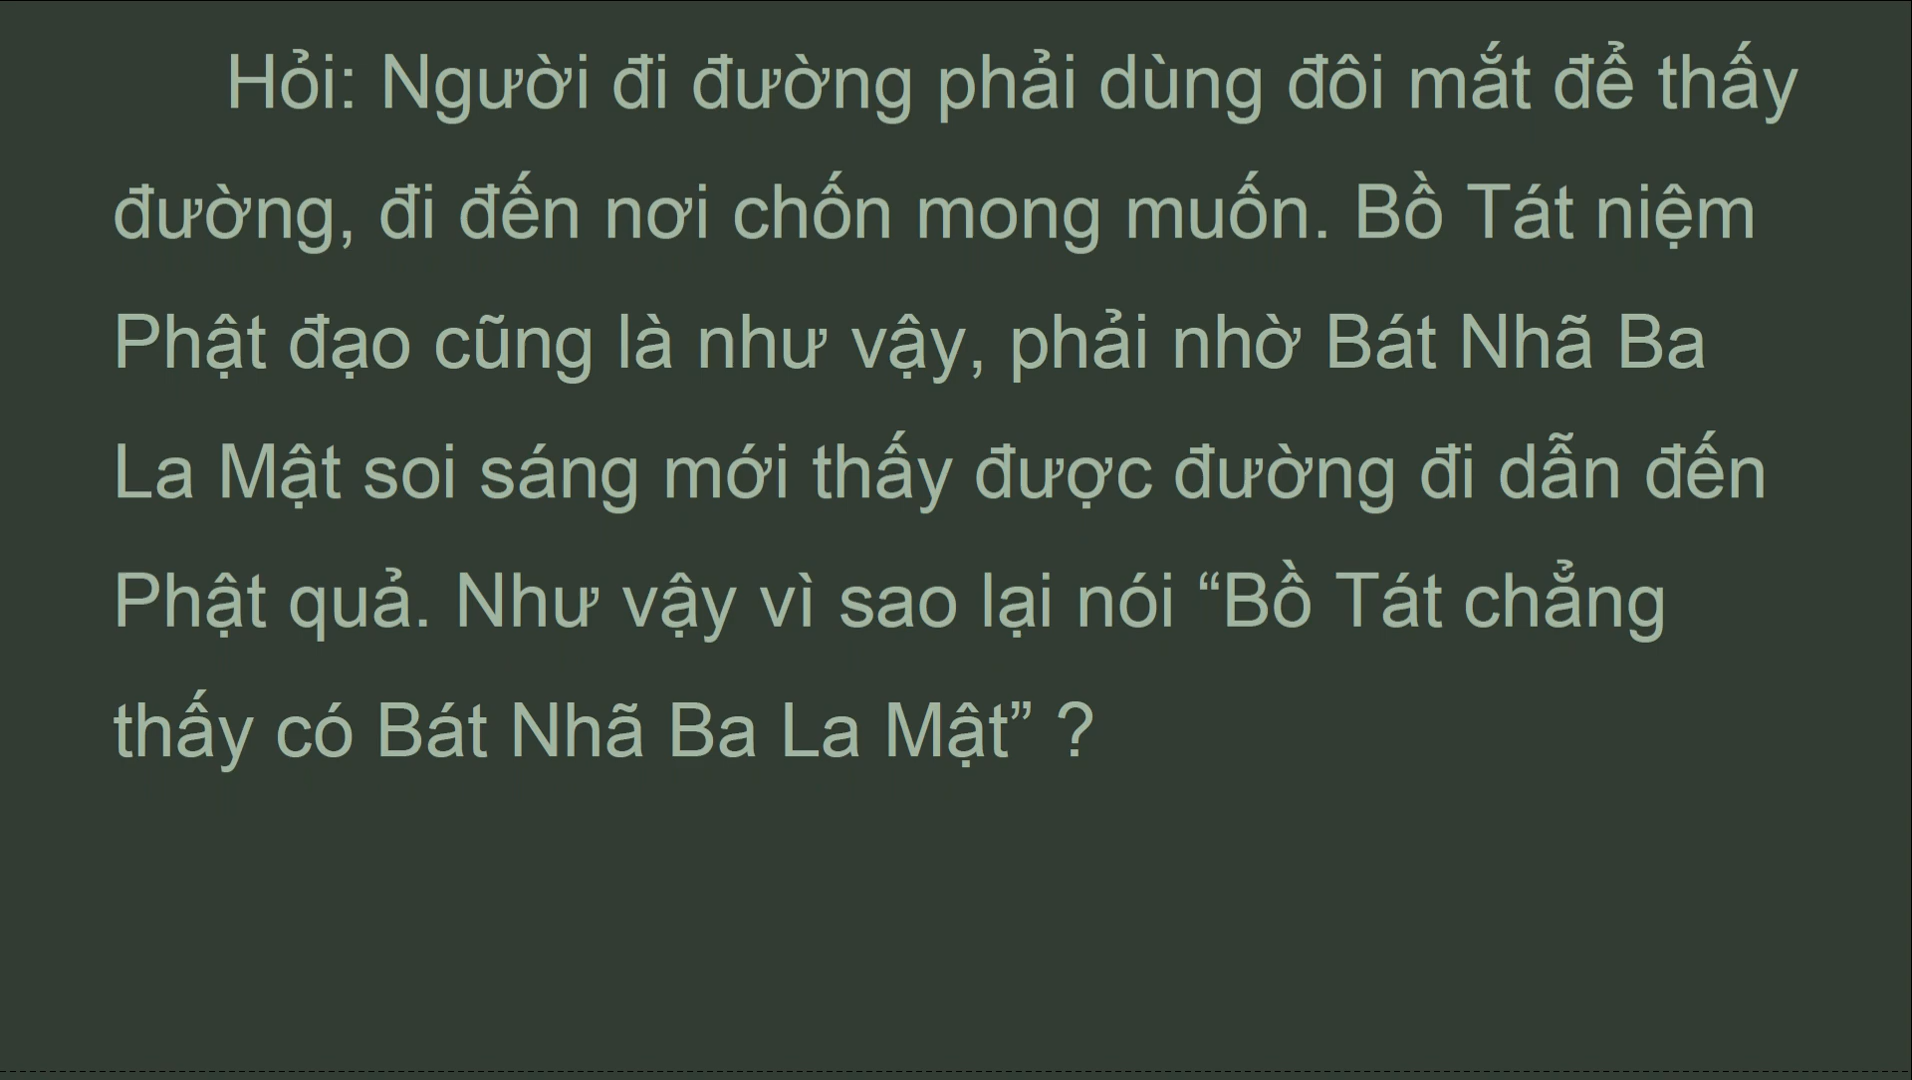 Hỏi: Người đi đường phải dùng đôi mắt để thấy
đường, đi đến nơi chốn mong muốn. Bồ Tát niệm
Phật đạo cũng là như vậy, phải nhờ Bát Nhã Ba
La Mật soi sáng mới thấy được đường đi dẫn đến
Phật quả. Như vậy vì sao lại nói “Bồ Tát chẳng
thấy có Bát Nhã Ba La Mật” ?